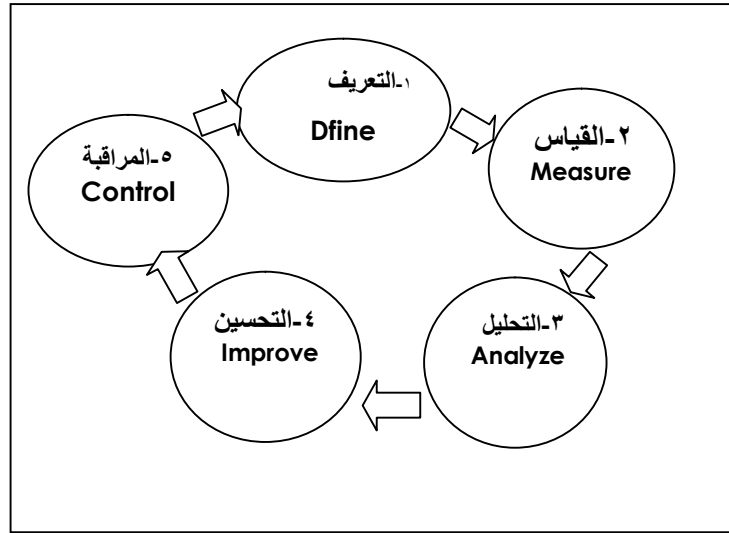 ١-التعريف
Dfine
٢-القياس
Measure
٣-التحليل
Analyze
٤-التحسين
Improve
٥-المراقبة
Control